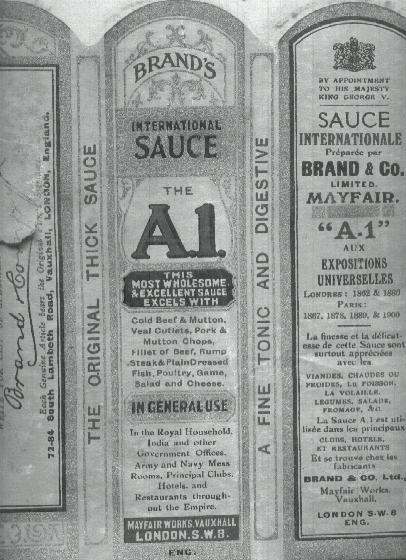 Brand & Co.
Each Genuine Article bears the Original
72-84 South Lambeth Road, Vauxhall, LONDON, England.
THE ORIGINAL THICK SAUCE
BRAND'S
INTERNATIONAL
SAUCE
THE
A.1.
THIS
MOST WHOLESOME
& EXCELLENT SAUCE
EXCELS WITH
Cold Beef & Mutton,
Veal Cutlets, Pork &
Mutton Chops,
Fillet of Beef, Rump
Steak & Plain Dressed
Fish, Poultry, Game,
Salad and Cheese.
IN GENERAL USE
In the Royal Household,
India and other
Government Offices,
Army and Navy Mess
Rooms, Principal Clubs,
Hotels, and
Restaurants through-
out the Empire.
MAYFAIR WORKS, VAUXHALL
LONDON. S.W.8.
ENG.
A FINE TONIC AND DIGESTIVE
BY APPOINTMENT
TO HIS MAJESTY
KING GEORGE V.
SAUCE
INTERNATIONALE
Préparée par
BRAND & Co.
LIMITED.
MAYFAIR.
"A.1"
AUX
EXPOSITIONS
UNIVERSELLES
LONDRES: 1862 & 1889
PARIS:
1867, 1878, 1889, & 1900
La finesse et la délicat-
esse de cette Sauce sont
surtout appréciées
avec les
VIANDES, CHAUDES OU
FROIDES, LE POISSON,
LA VOLAILLE,
LEGUMES, SALADE,
FROMAGE, &c.
La Sauce A.1 est uti-
lisée dans les principaux
CLUBS, HOTELS,
ET RESTAURANTS
Et se trouve chez les
fabricants
BRAND & CO. Ltd.,
Mayfair Works,
Vauxhall,
LONDON S.W.8
ENG.